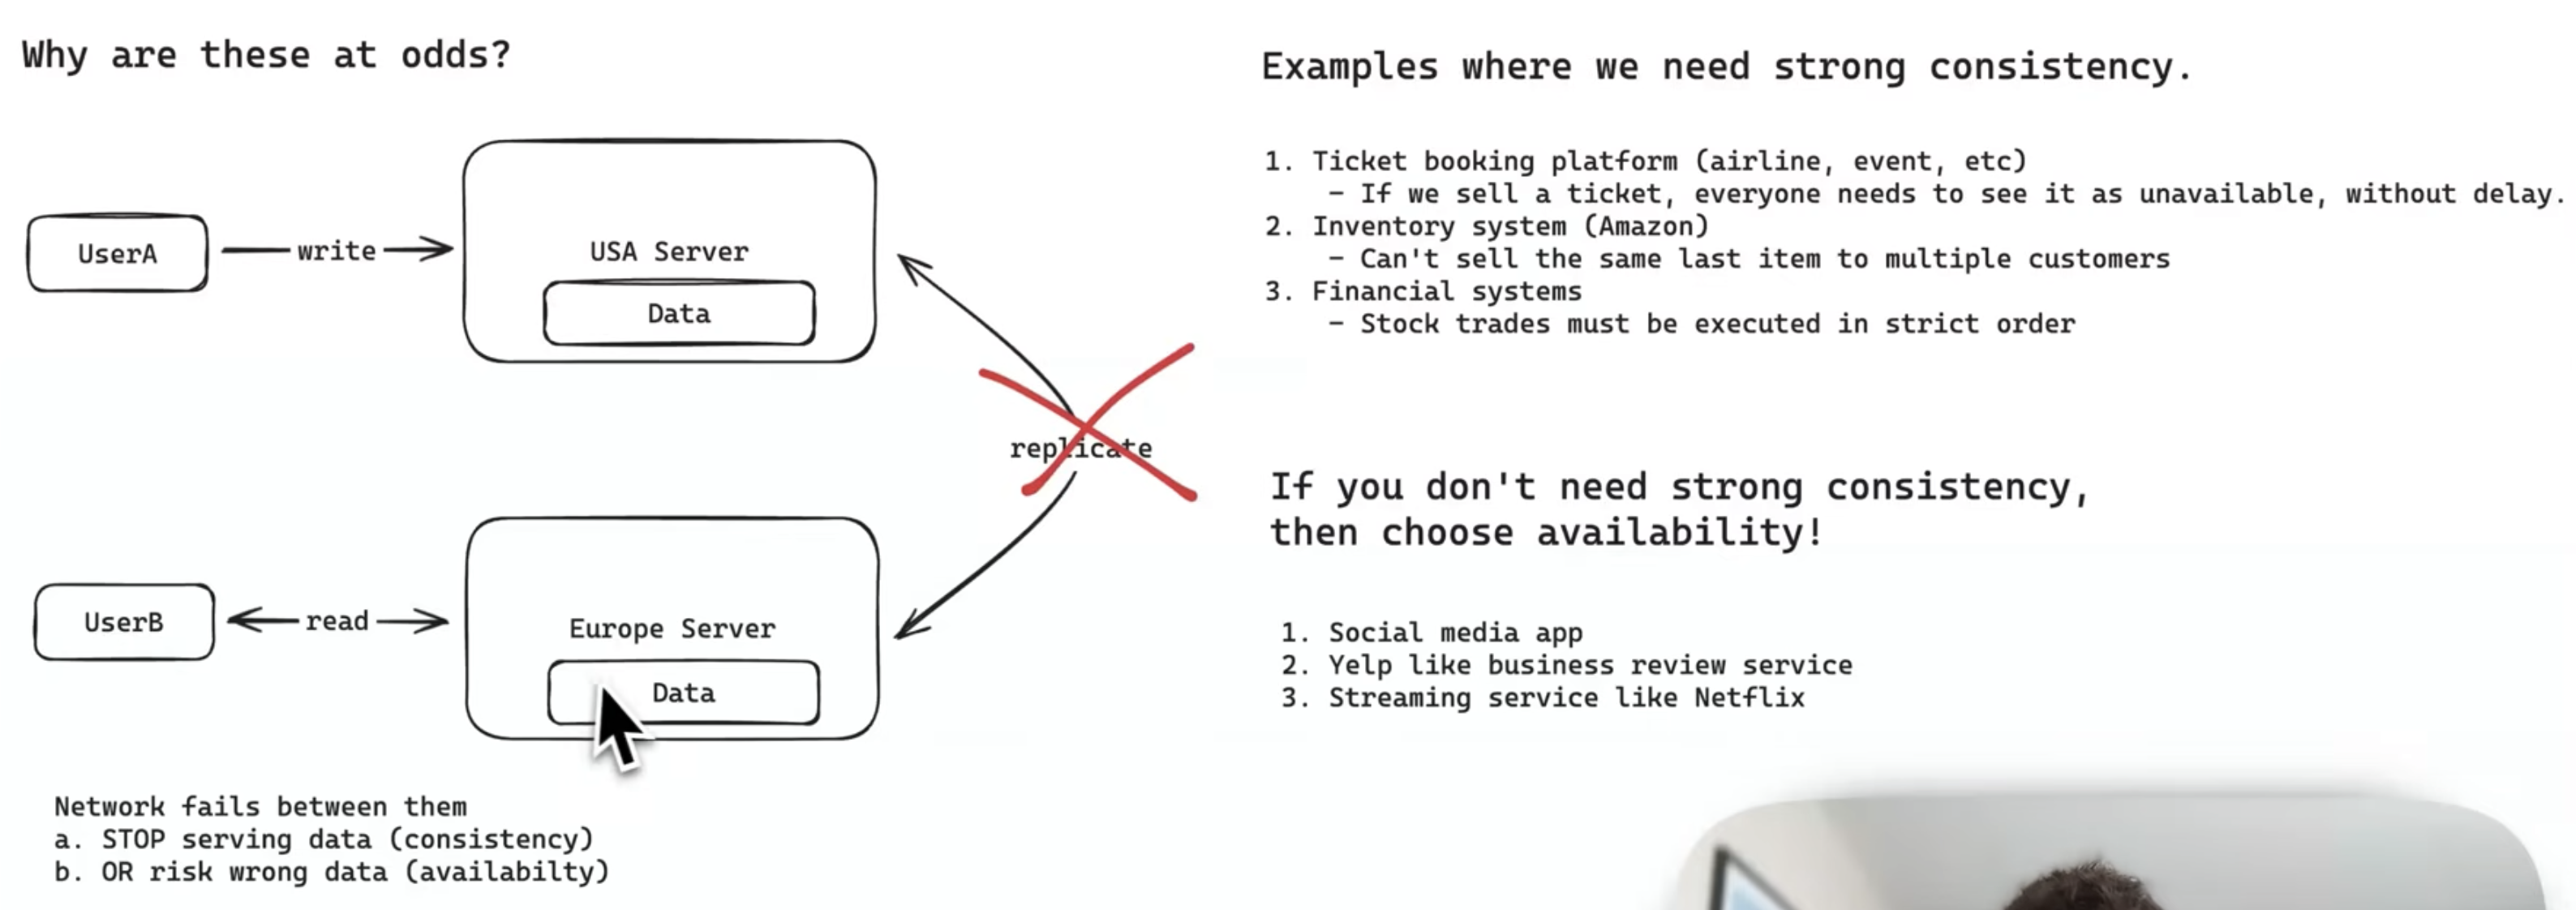 Why are these at odds?
UserA
write
USA Server
Data
replicate
UserB
read
Europe Server
Data
Network fails between them
a. STOP serving data (consistency)
b. OR risk wrong data (availabilty)
Examples where we need strong consistency.
1. Ticket booking platform (airline, event, etc)
- If we sell a ticket, everyone needs to see it as unavailable, without delay.
2. Inventory system (Amazon)
- Can't sell the same last item to multiple customers
3. Financial systems
- Stock trades must be executed in strict order
If you don't need strong consistency,
then choose availability!
1. Social media app
2. Yelp like business review service
3. Streaming service like Netflix